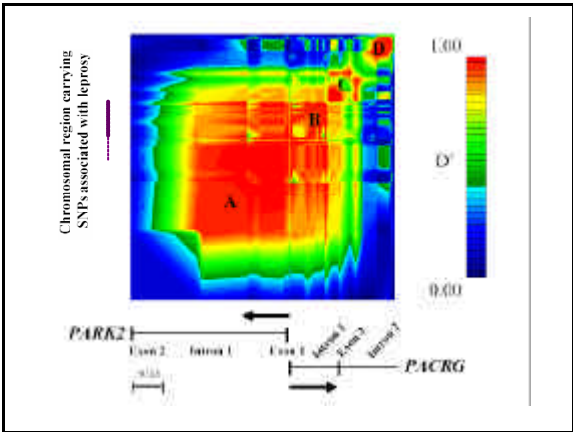 Chromosomal region carrying
SNPs associated with leprosy
1.00
D'
0.00
A
B
C
D
PARK2
Exon 2
Intron 1
Exon 1
Intron 1
Exon 2
Intron 2
PACRG